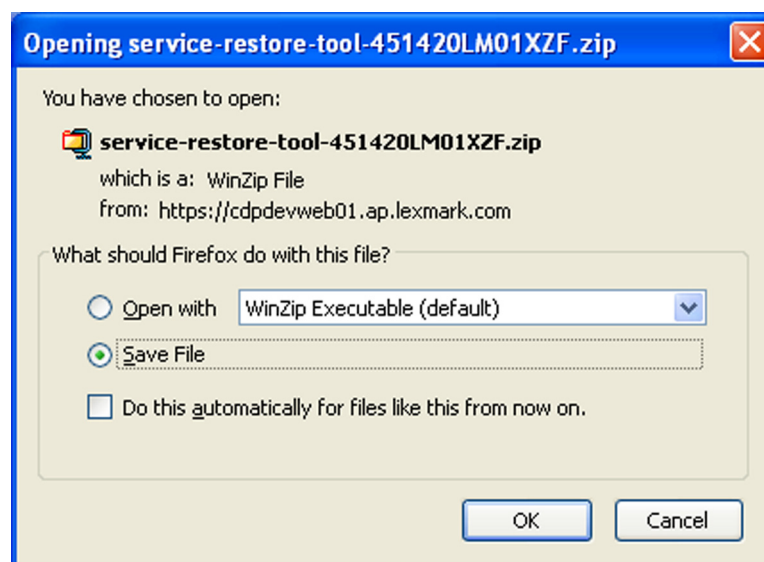 Opening service-restore-tool-451420LM01XZF.zip
You have chosen to open:
service-restore-tool-451420LM01XZF.zip
which is a: WinZip File
from: https://cdpdevweb01.ap.lexmark.com
What should Firefox do with this file?
Open with WinZip Executable (default)
Save File
Do this automatically for files like this from now on.
OK Cancel